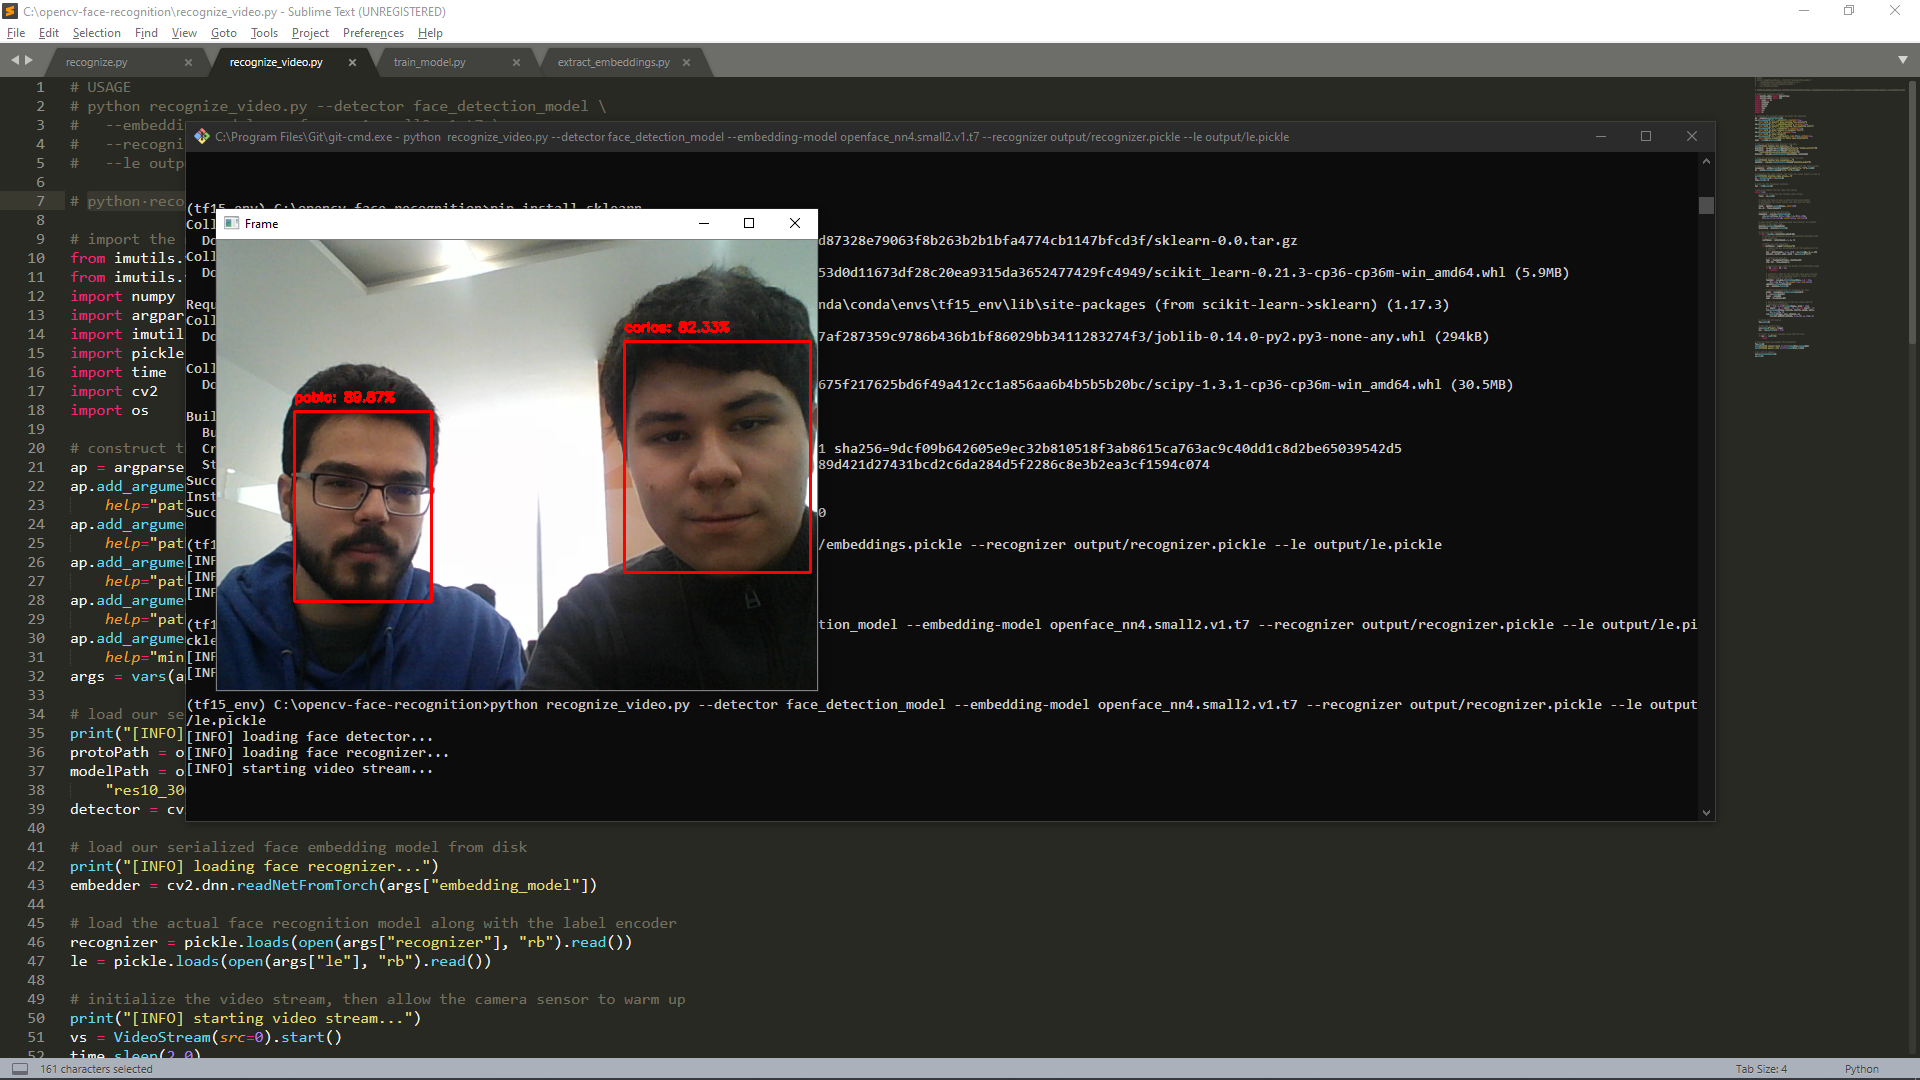 C:\opencv-face-recognition\recognize_video.py - Sublime Text (UNREGISTERED)
File Edit Selection Find View Goto Tools Project Preferences Help
recognize.py
recognize_video.py
train_model.py
extract_embeddings.py
1 # USAGE
2 # python recognize_video.py --detector face_detection_model \
3 # --embeddi
4 # --recogni
5 # --le outp
6
7 # python·reco
8
9 # import the
10 from imutils.
11 from imutils.
12 import numpy
13 import argpar
14 import imutil
15 import pickle
16 import time
17 import cv2
18 import os
19
20 # construct t
21 ap = argparse
22 ap.add_argume
23 help="pat
24 ap.add_argume
25 help="pat
26 ap.add_argume
27 help="pat
28 ap.add_argume
29 help="pat
30 ap.add_argume
31 help="min
32 args = vars(a
33
34 # load our se
35 print("[INFO]
36 protoPath = o
37 modelPath = o
38 "res10_30
39 detector = cv
40
41 # load our serialized face embedding model from disk
42 print("[INFO] loading face recognizer...")
43 embedder = cv2.dnn.readNetFromTorch(args["embedding_model"])
44
45 # load the actual face recognition model along with the label encoder
46 recognizer = pickle.loads(open(args["recognizer"], "rb").read())
47 le = pickle.loads(open(args["le"], "rb").read())
48
49 # initialize the video stream, then allow the camera sensor to warm up
50 print("[INFO] starting video stream...")
51 vs = VideoStream(src=0).start()
52 time.sleep(2.0)
C:\Program Files\Git\git-cmd.exe - python recognize_video.py --detector face_detection_model --embedding-model openface_nn4.small2.v1.t7 --recognizer output/recognizer.pickle --le output/le.pickle
(tf15_env) C:\opencv-face-recognition>pip install sklearn
Coll
Do d87328e79063f8b263b2b1bfa4774cb1147bfcd3f/sklearn-0.0.tar.gz
Coll
Do 53d0d11673df28c20ea9315da3652477429fc4949/scikit_learn-0.21.3-cp36-cp36m-win_amd64.whl (5.9MB)
Requ nda\conda\envs\tf15_env\lib\site-packages (from scikit-learn->sklearn) (1.17.3)
Coll
Do 7af287359c9786b436b1bf86029bb3411283274f3/joblib-0.14.0-py2.py3-none-any.whl (294kB)
Coll
Do 675f217625bd6f49a412cc1a856aa6b4b5b5b20bc/scipy-1.3.1-cp36-cp36m-win_amd64.whl (30.5MB)
Buil
Bu
Cr 1 sha256=9dcf09b642605e9ec32b810518f3ab8615ca763ac9c40dd1c8d2be65039542d5
St 89d421d27431bcd2c6da284d5f2286c8e3b2ea3cf1594c074
Succ
Inst
Succ 0
(tf1 /embeddings.pickle --recognizer output/recognizer.pickle --le output/le.pickle
[INF
[INF
[INF
(tf1 tion_model --embedding-model openface_nn4.small2.v1.t7 --recognizer output/recognizer.pickle --le output/le.pi
ckle
[INF
[INF
(tf15_env) C:\opencv-face-recognition>python recognize_video.py --detector face_detection_model --embedding-model openface_nn4.small2.v1.t7 --recognizer output/recognizer.pickle --le output
/le.pickle
[INFO] loading face detector...
[INFO] loading face recognizer...
[INFO] starting video stream...
Frame
carlos: 82.33%
pablo: 89.87%
161 characters selected
Tab Size: 4
Python